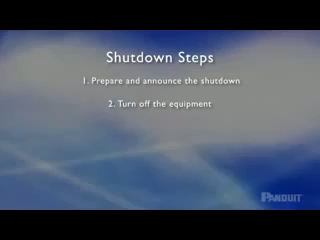 Shutdown Steps
1. Prepare and announce the shutdown
2. Turn off the equipment
PANDUIT